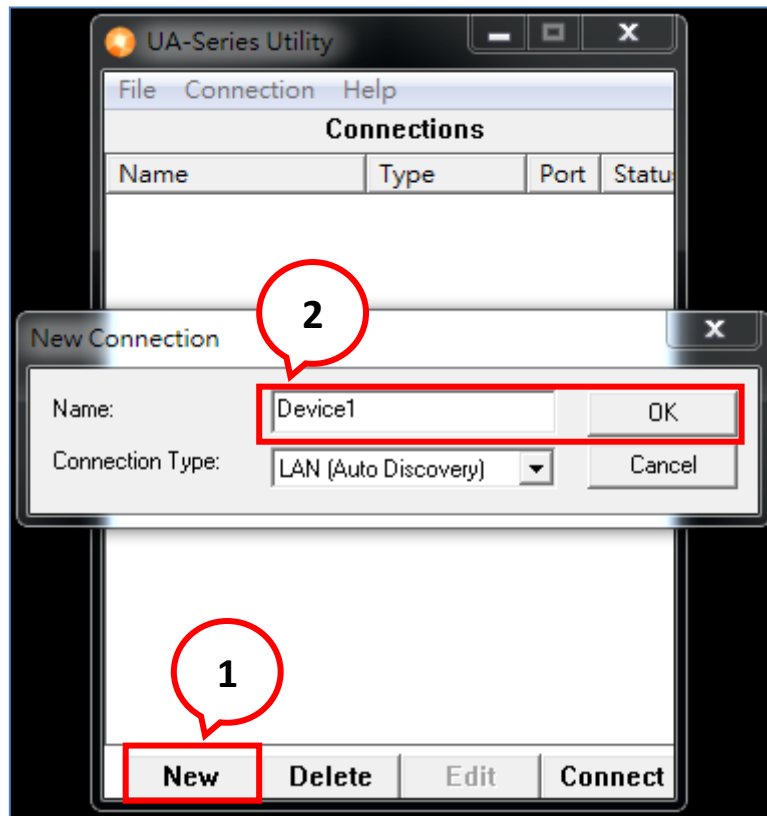 UA-Series Utility
File Connection Help
Connections
Name Type Port Statu
2
New Connection
Name: Device1 OK
Connection Type: LAN (Auto Discovery) Cancel
1
New Delete Edit Connect